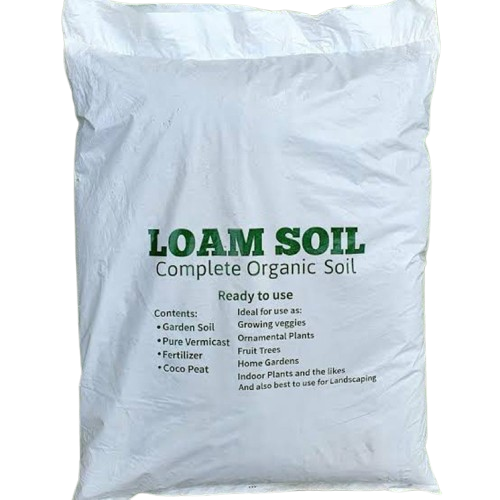 LOAM SOIL
Complete Organic Soil
Ready to use
Contents:
• Garden Soil
• Pure Vermicast
• Fertilizer
• Coco Peat
Ideal for use as:
Growing veggies
Ornamental Plants
Fruit Trees
Home Gardens
Indoor Plants and the likes
And also best to use for Landscaping